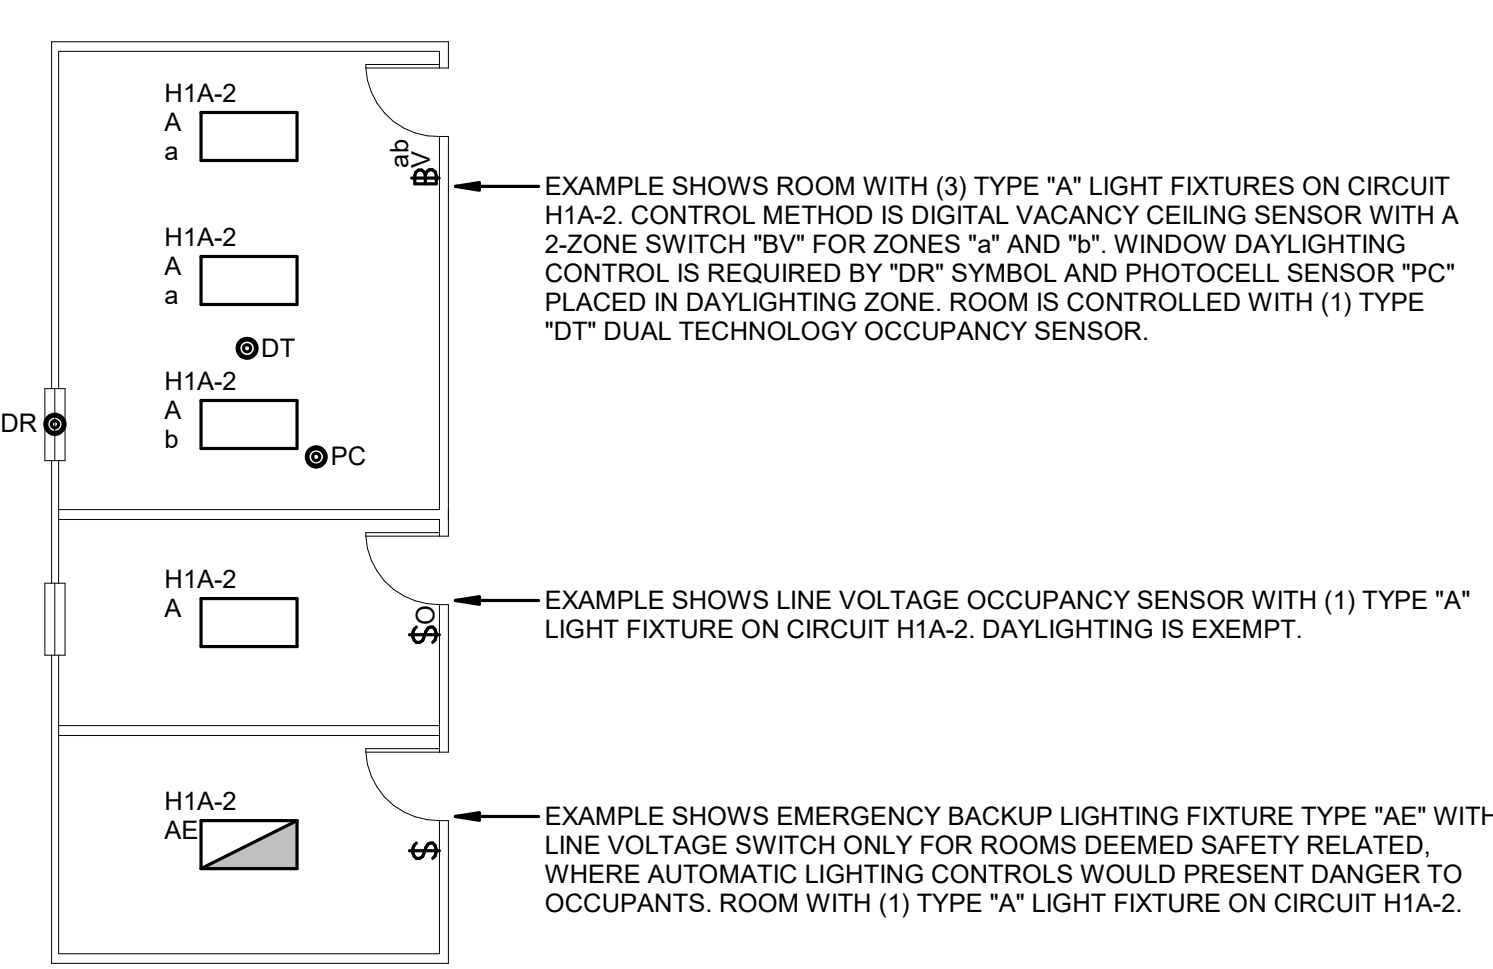 H1A-2
A
a
ab
BV
B
EXAMPLE SHOWS ROOM WITH (3) TYPE "A" LIGHT FIXTURES ON CIRCUIT
H1A-2. CONTROL METHOD IS DIGITAL VACANCY CEILING SENSOR WITH A
2-ZONE SWITCH "BV" FOR ZONES "a" AND "b". WINDOW DAYLIGHTING
CONTROL IS REQUIRED BY "DR" SYMBOL AND PHOTOCELL SENSOR "PC"
PLACED IN DAYLIGHTING ZONE. ROOM IS CONTROLLED WITH (1) TYPE
"DT" DUAL TECHNOLOGY OCCUPANCY SENSOR.
H1A-2
A
a
DT
H1A-2
A
b
DR
PC
H1A-2
A
$O
EXAMPLE SHOWS LINE VOLTAGE OCCUPANCY SENSOR WITH (1) TYPE "A"
LIGHT FIXTURE ON CIRCUIT H1A-2. DAYLIGHTING IS EXEMPT.
H1A-2
AE
$
EXAMPLE SHOWS EMERGENCY BACKUP LIGHTING FIXTURE TYPE "AE" WITH
LINE VOLTAGE SWITCH ONLY FOR ROOMS DEEMED SAFETY RELATED,
WHERE AUTOMATIC LIGHTING CONTROLS WOULD PRESENT DANGER TO
OCCUPANTS. ROOM WITH (1) TYPE "A" LIGHT FIXTURE ON CIRCUIT H1A-2.